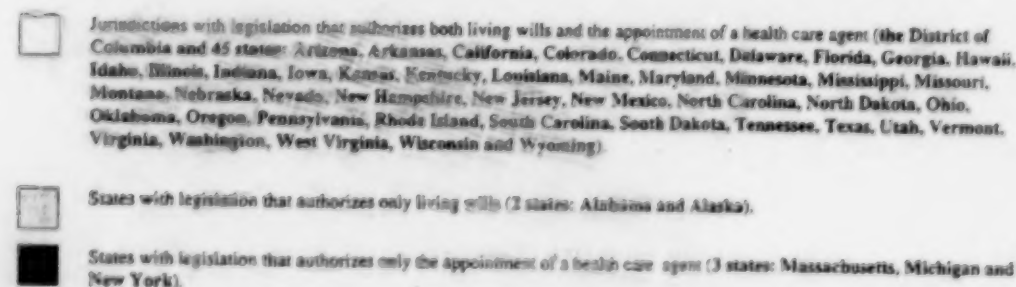 Jurisdictions with legislation that authorizes both living wills and the appointment of a health care agent (the District of
Columbia and 45 states: Arizona, Arkansas, California, Colorado, Connecticut, Delaware, Florida, Georgia, Hawaii,
Idaho, Illinois, Indiana, Iowa, Kansas, Kentucky, Louisiana, Maine, Maryland, Minnesota, Mississippi, Missouri,
Montana, Nebraska, Nevada, New Hampshire, New Jersey, New Mexico, North Carolina, North Dakota, Ohio,
Oklahoma, Oregon, Pennsylvania, Rhode Island, South Carolina, South Dakota, Tennessee, Texas, Utah, Vermont,
Virginia, Washington, West Virginia, Wisconsin and Wyoming).
States with legislation that authorizes only living wills (2 states: Alabama and Alaska).
States with legislation that authorizes only the appointment of a health care agent (3 states: Massachusetts, Michigan and
New York).